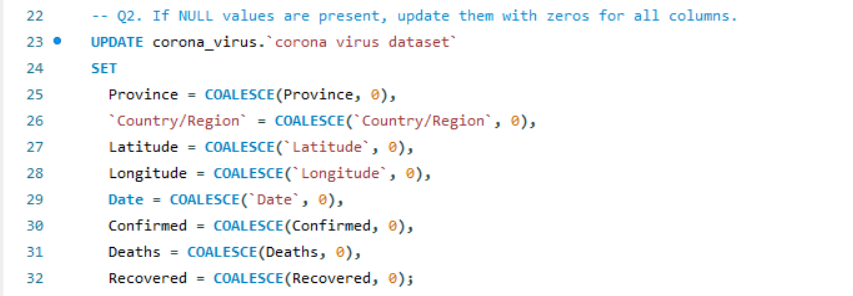 22 -- Q2. If NULL values are present, update them with zeros for all columns.
23 UPDATE corona_virus.`corona virus dataset`
24 SET
25 Province = COALESCE(Province, 0),
26 `Country/Region` = COALESCE(`Country/Region`, 0),
27 Latitude = COALESCE(`Latitude`, 0),
28 Longitude = COALESCE(`Longitude`, 0),
29 Date = COALESCE(`Date`, 0),
30 Confirmed = COALESCE(Confirmed, 0),
31 Deaths = COALESCE(Deaths, 0),
32 Recovered = COALESCE(Recovered, 0);